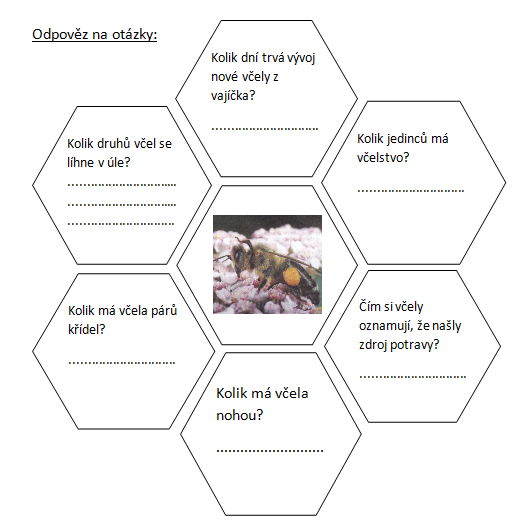 Odpověz na otázky:
Kolik dní trvá vývoj
nové včely z
vajíčka?
……………………………
Kolik druhů včel se
líhne v úle?
……………………………
……………………………
……………………………
Kolik jedinců má
včelstvo?
……………………………
Kolik má včela párů
křídel?
……………………………
Čím si včely
oznamují, že našly
zdroj potravy?
……………………………
Kolik má včela
nohou?
……………………………